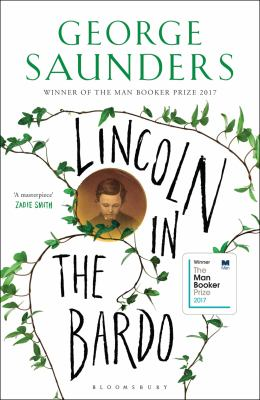 GEORGE
SAUNDERS
WINNER OF THE MAN BOOKER PRIZE 2017
LINCOLN
IN
THE
BARDO
'A masterpiece'
ZADIE SMITH
Winner
The
Man
Booker
Prize
2017
Man
BLOOMSBURY